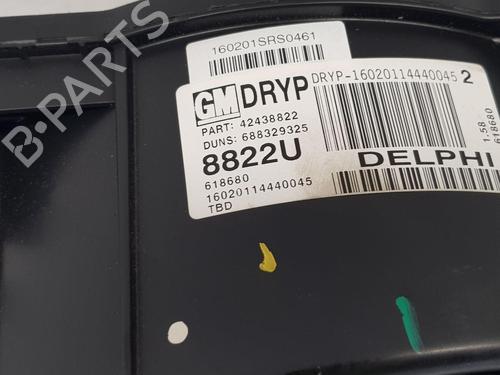 160201SRS0461
GM DRYP DRYP-16020114440045 2
PART: 42438822
DUNS: 688329325
8822U DELPHI
618680
16020114440045
TBD
1-58
618680
B-PARTS